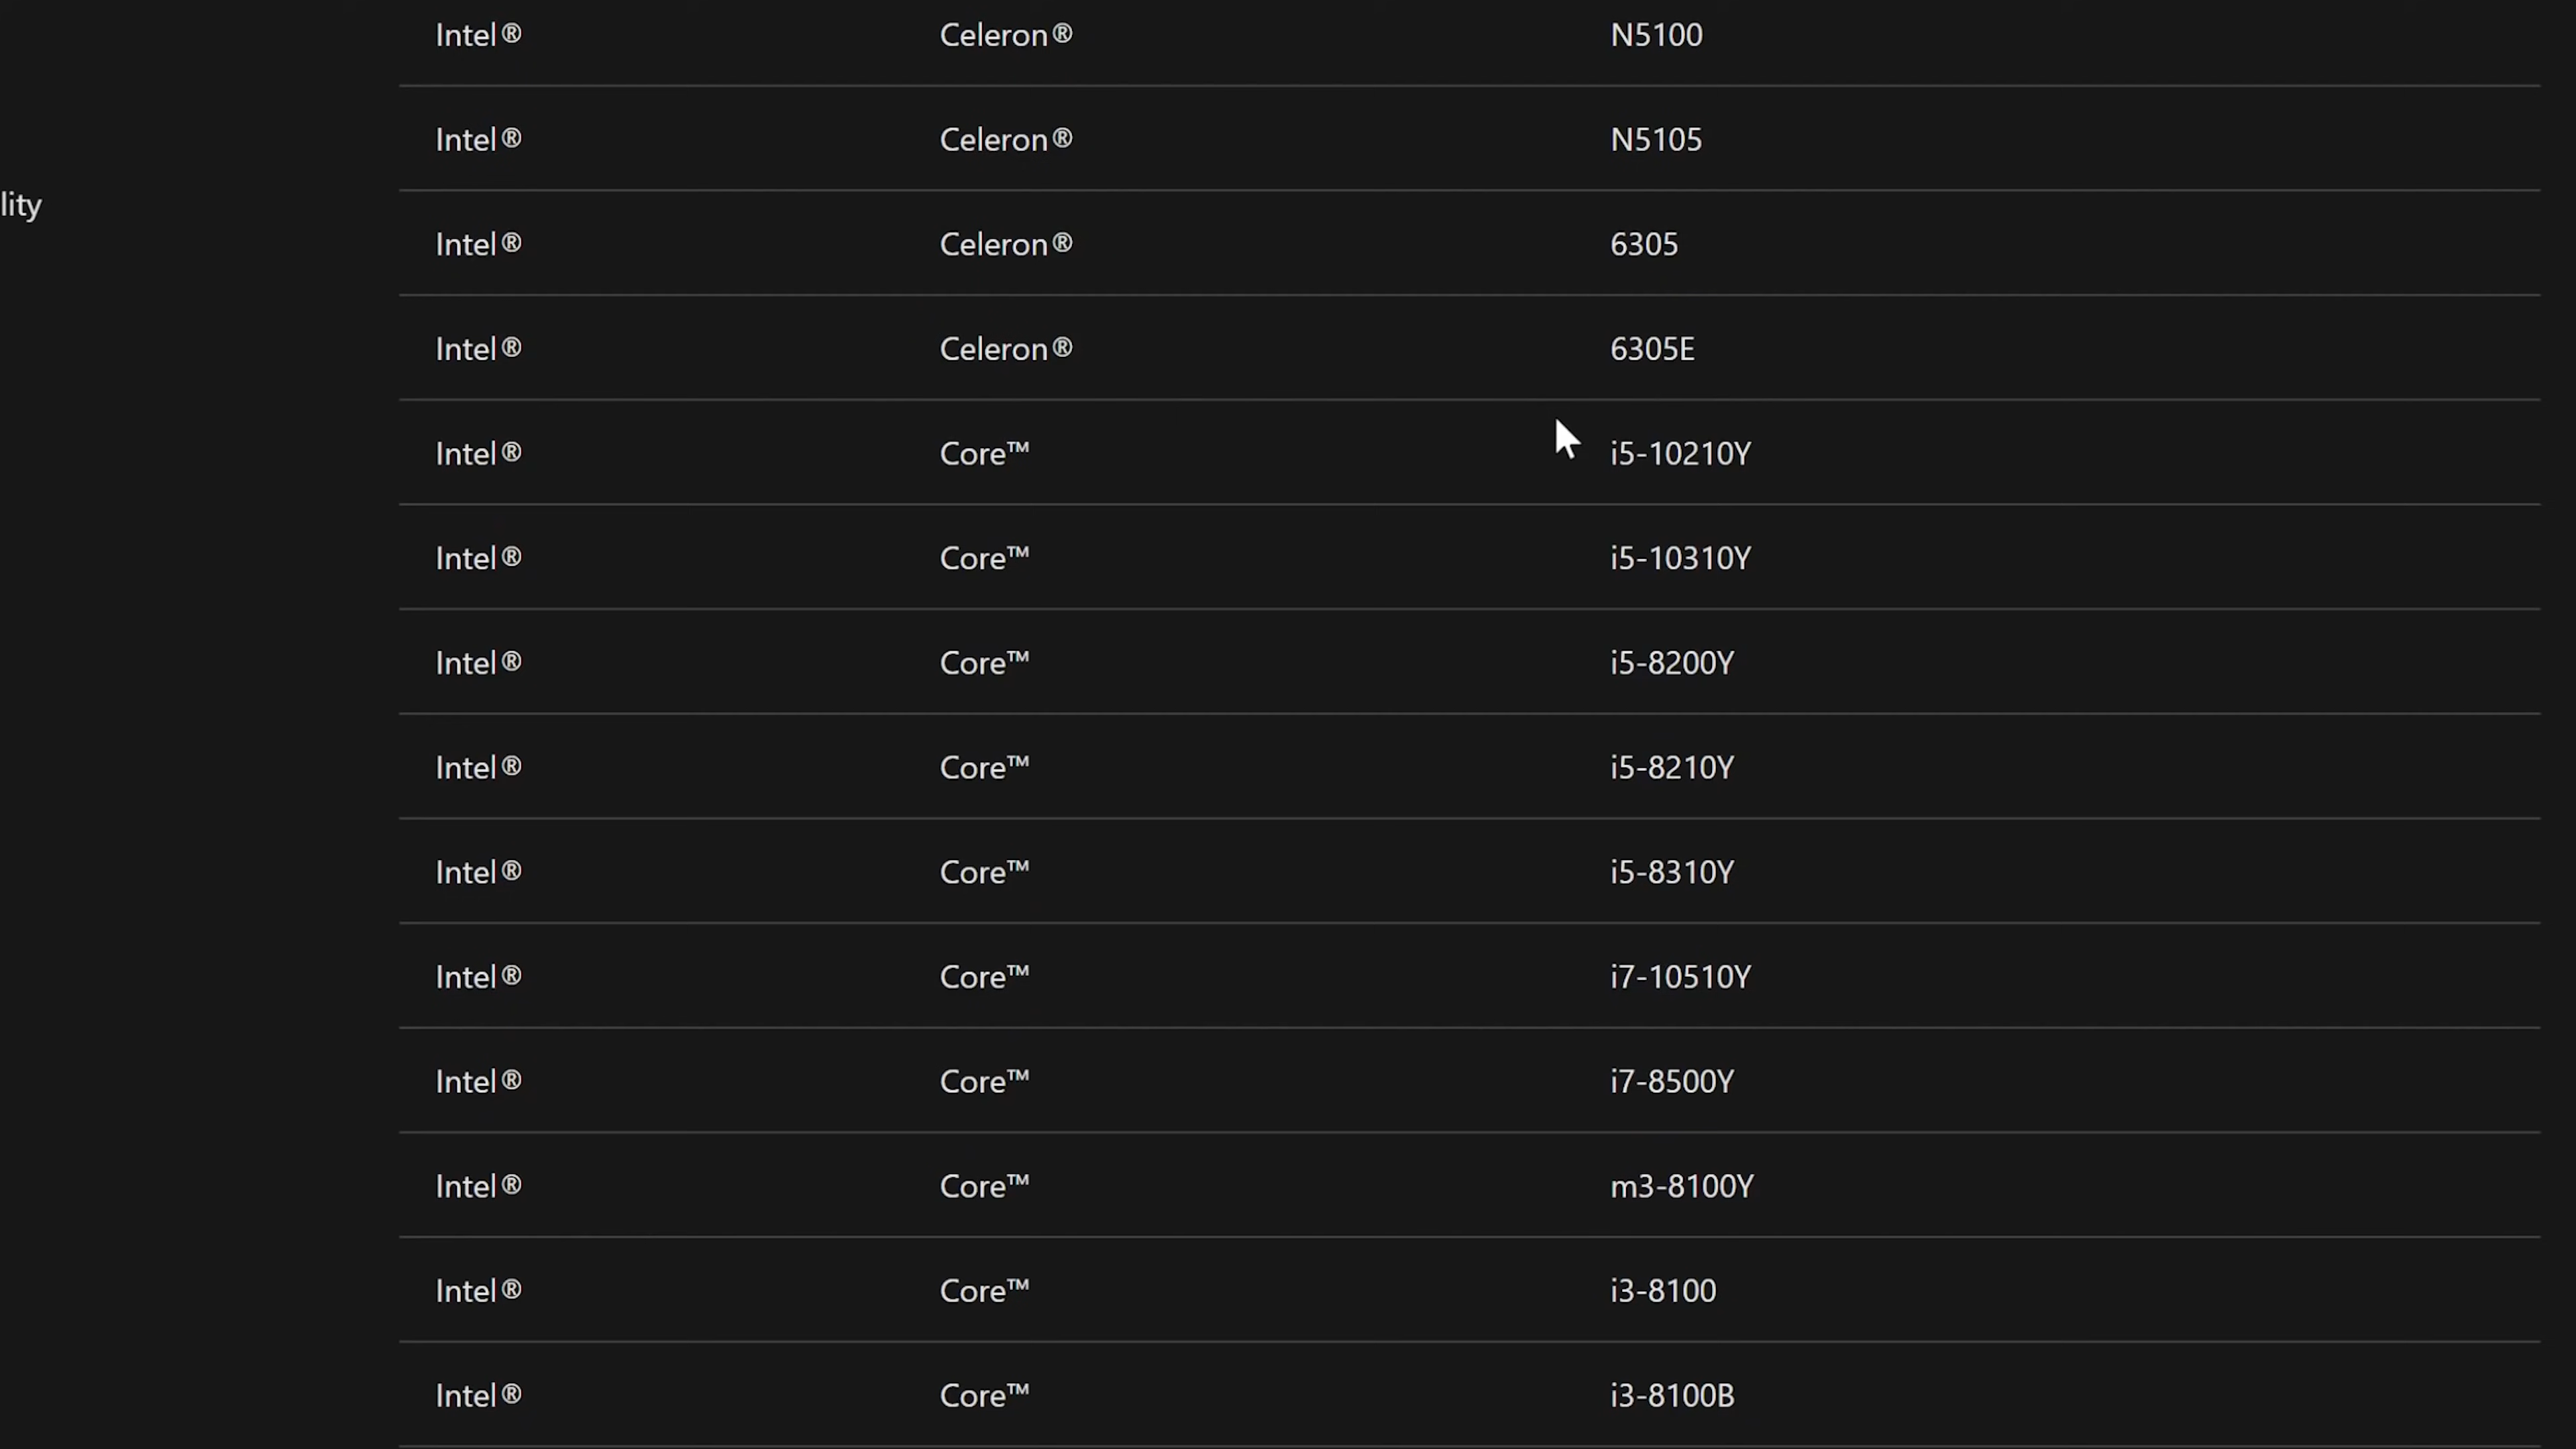 Intel® Celeron® N5100
Intel® Celeron® N5105
lity
Intel® Celeron® 6305
Intel® Celeron® 6305E
Intel® Core™ i5-10210Y
Intel® Core™ i5-10310Y
Intel® Core™ i5-8200Y
Intel® Core™ i5-8210Y
Intel® Core™ i5-8310Y
Intel® Core™ i7-10510Y
Intel® Core™ i7-8500Y
Intel® Core™ m3-8100Y
Intel® Core™ i3-8100
Intel® Core™ i3-8100B